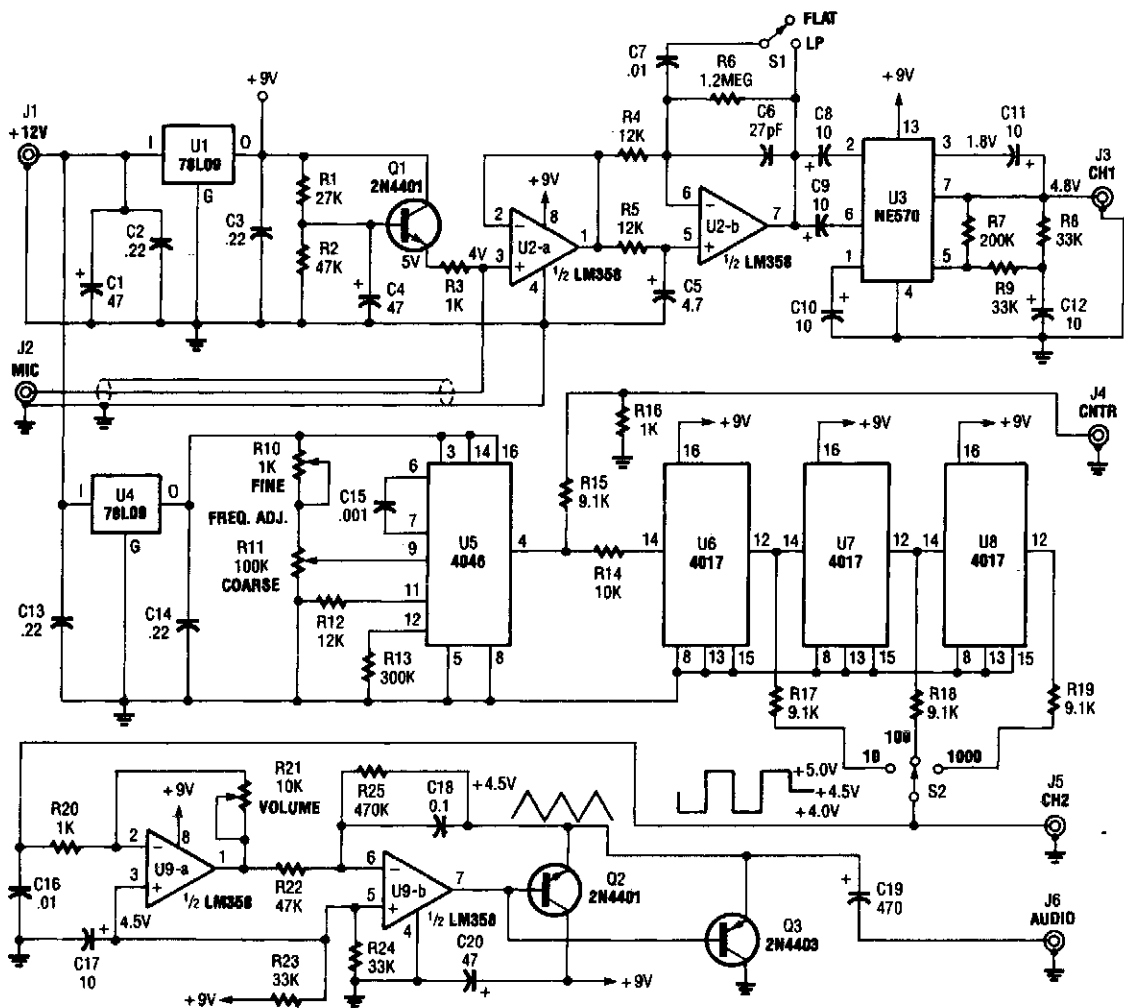 FLAT
LP
S1
C7
.01
R6
1.2MEG
C6
27pF
R4
12K
C8
10
+9V
C11
10
1.8V
J1
+12V
+9V
I
U1
78L09
O
G
Q1
2N4401
R1
27K
R2
47K
C1
47
C2
.22
C3
.22
C4
47
5V
4V
R3
1K
+9V
2
3
8
1
4
U2-a
½ LM358
R5
12K
C5
4.7
6
5
7
U2-b
½ LM358
C9
10
13
2
6
1
3
7
5
4
U3
NE570
4.8V
J3
CH1
R7
200K
R8
33K
R9
33K
C10
10
C12
10
J2
MIC
R10
1K
FINE
FREQ. ADJ.
R11
100K
COARSE
I
U4
78L09
O
G
C13
.22
C14
.22
C15
.001
R12
12K
R13
300K
3
14
16
6
7
9
11
12
5
8
4
U5
4046
R15
9.1K
R16
1K
R14
10K
J4
CNTR
+9V
16
14
U6
4017
12
8
13
15
+9V
16
14
U7
4017
12
8
13
15
+9V
16
14
U8
4017
12
8
13
15
R17
9.1K
R18
9.1K
R19
9.1K
10
100
1000
S2
+5.0V
+4.5V
+4.0V
J5
CH2
R20
1K
C16
.01
C17
10
+9V
2
3
8
1
U9-a
½ LM358
4.5V
R21
10K
VOLUME
R22
47K
R23
33K
+9V
R24
33K
R25
470K
C18
0.1
+4.5V
6
5
7
4
U9-b
½ LM358
C20
47
+9V
Q2
2N4401
Q3
2N4403
C19
470
J6
AUDIO